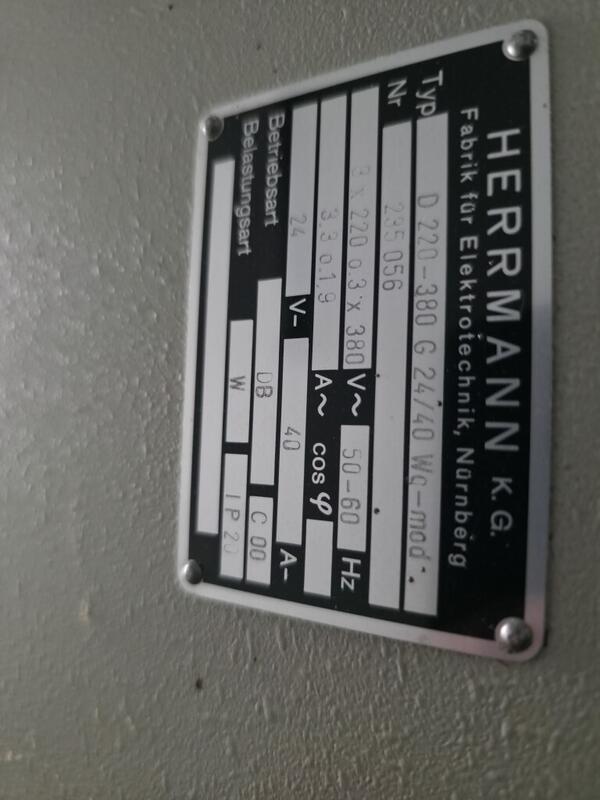 HERRMANN K.G.
Fabrik für Elektrotechnik, Nürnberg
Typ D 220-380 G 24/40 Wq-mod.
Nr 295 056
3 x 220 o.3 x 380 V~ 50-60 Hz
3.3 o.1,9 A~ cos φ
24 V- 40 A-
Betriebsart DB C 00
Belastungsart W IP 20